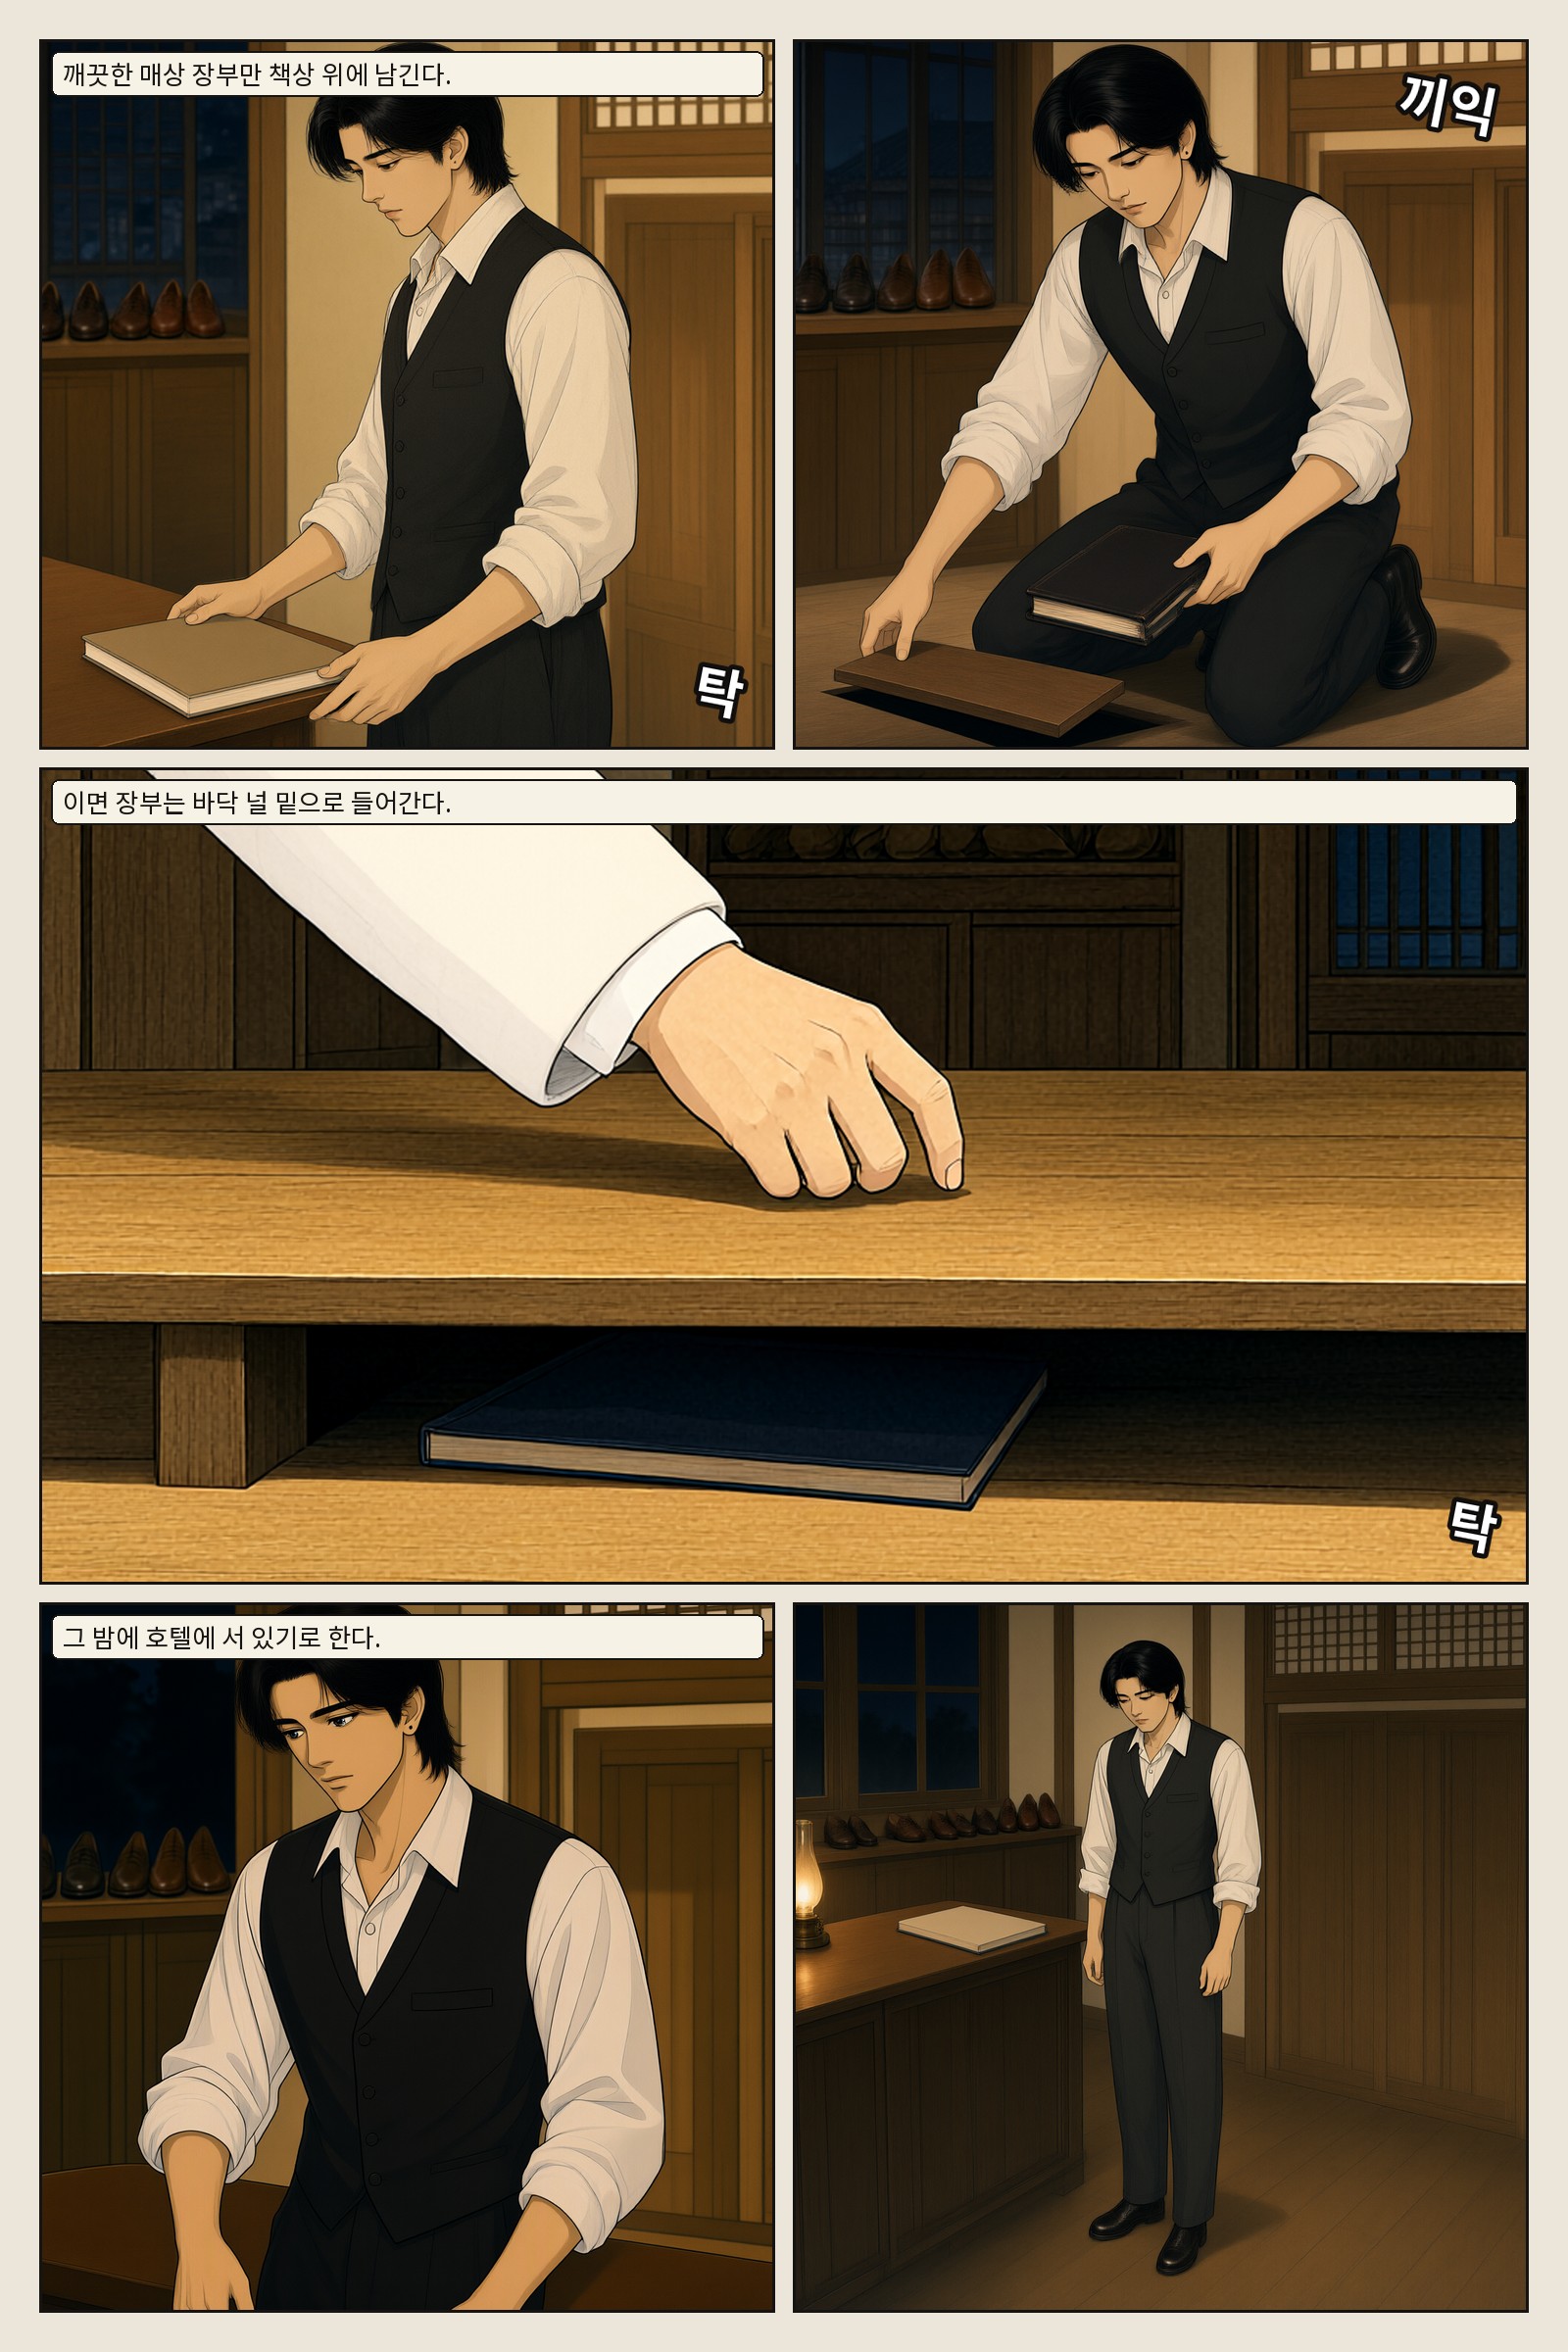 깨끗한 매상 장부만 책상 위에 남긴다.
탁
끼익
이면 장부는 바닥 널 밑으로 들어간다.
탁
그 밤에 호텔에 서 있기로 한다.